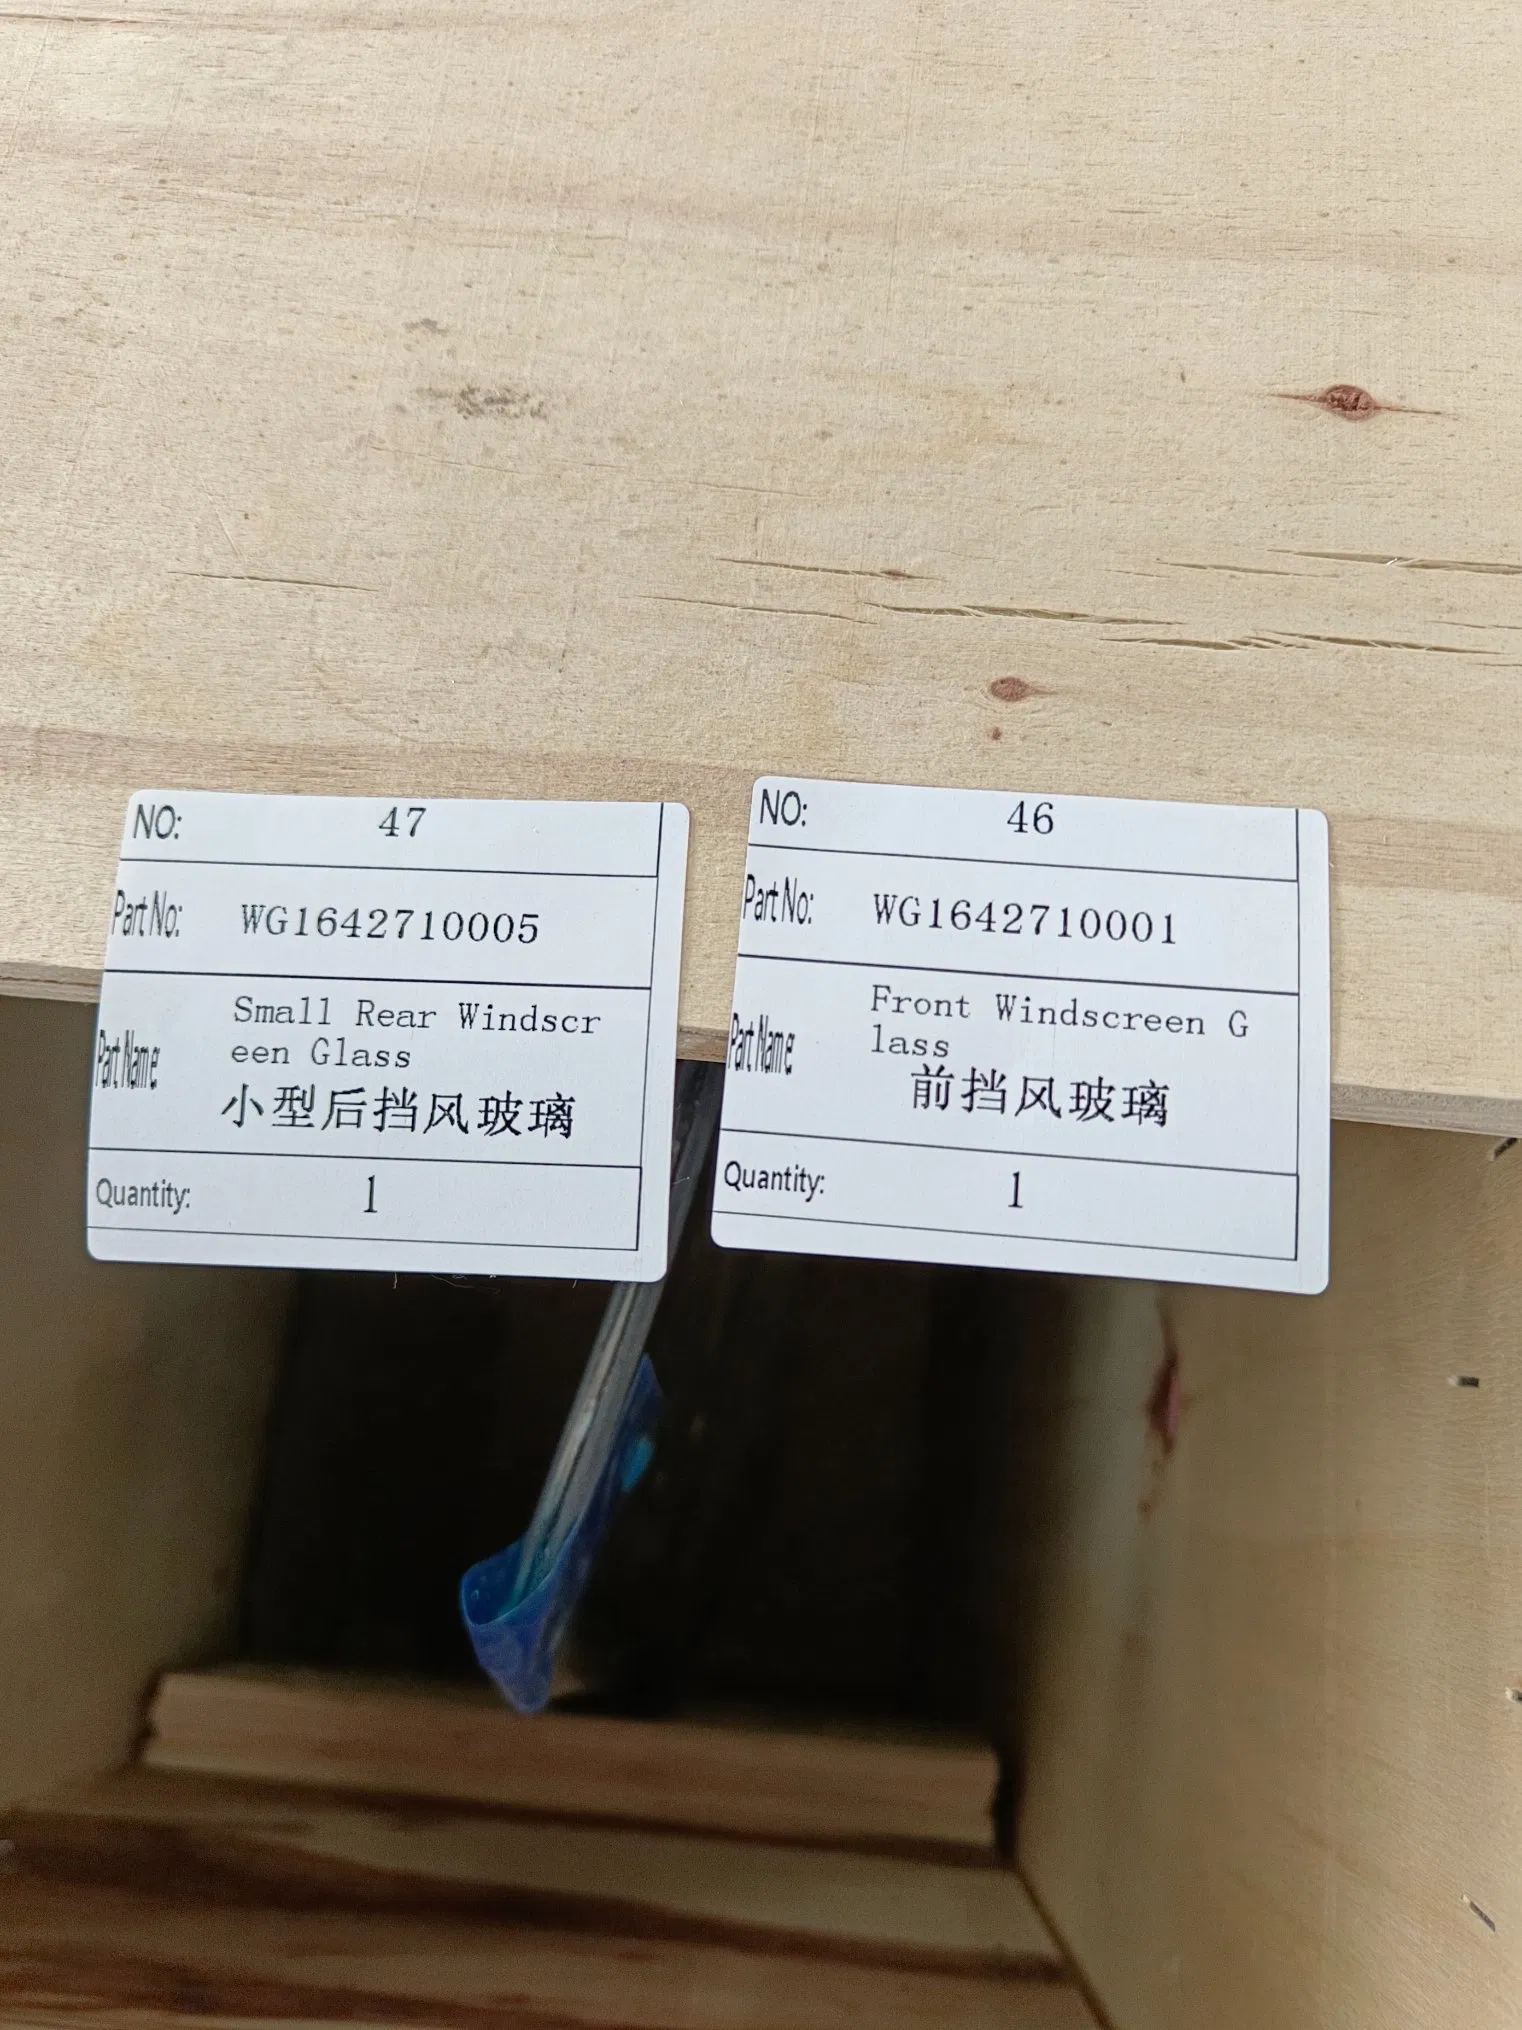 NO: 47
Part No: WG1642710005
Part Name Small Rear Windscr
een Glass
小型后挡风玻璃
Quantity: 1
NO: 46
Part No: WG1642710001
Part Name Front Windscreen G
lass
前挡风玻璃
Quantity: 1